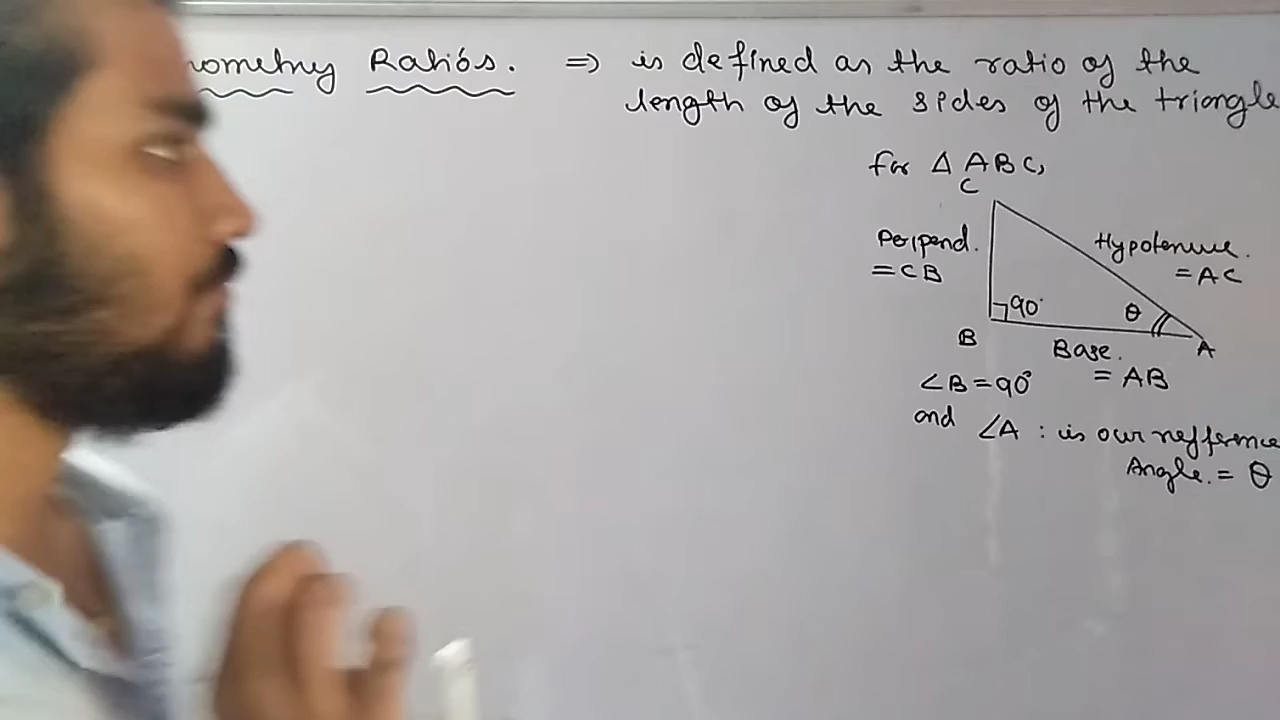 nometry Ratios. ⇒ is defined as the ratio of the
length of the sides of the triangle
for Δ ABC,
C
Perpend.
= CB
Hypotenuse.
= AC
90°
θ
B
A
Base.
= AB
∠B = 90°
and ∠A : is our refference
Angle. = θ